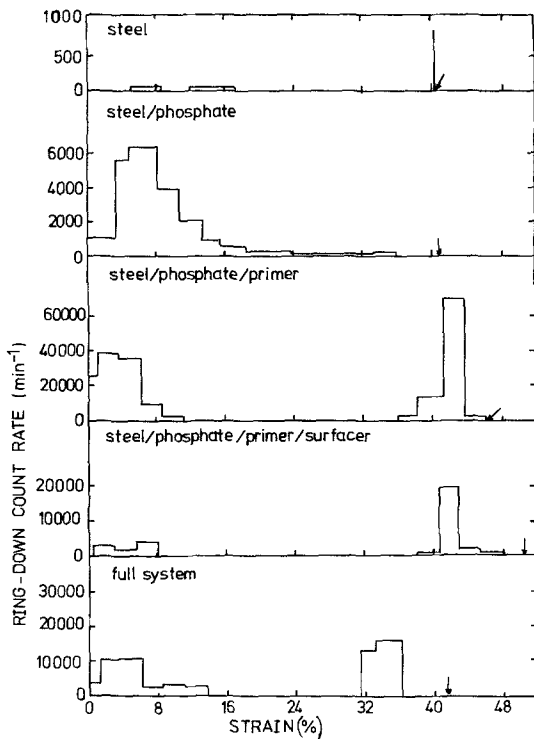 1000
steel
500
0
steel/phosphate
6000
4000
2000
0
steel/phosphate/primer
60000
40000
20000
0
steel/phosphate/primer/surfacer
20000
10000
0
full system
30000
20000
10000
0
0 8 16 24 32 40 48
STRAIN(%)
RING-DOWN COUNT RATE (min⁻¹)